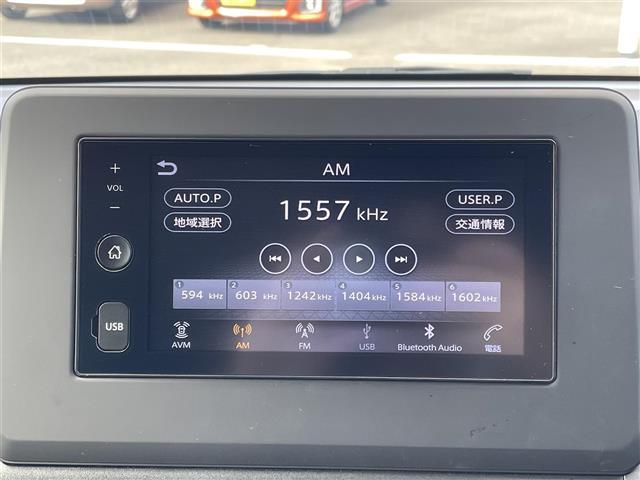 AM
+
VOL
−
AUTO.P
USER.P
1557 kHz
地域選択
交通情報
1 594 kHz
2 603 kHz
3 1242 kHz
4 1404 kHz
5 1584 kHz
6 1602 kHz
USB
AVM
AM
FM
USB
Bluetooth Audio
電話